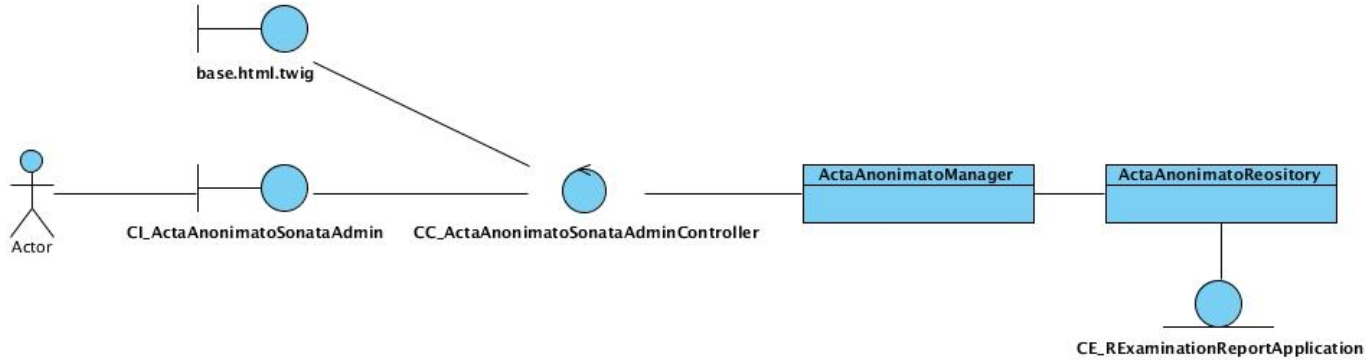 base.html.twig
ActaAnonimatoManager
ActaAnonimatoReository
Actor
CI_ActaAnonimatoSonataAdmin
CC_ActaAnonimatoSonataAdminController
CE_RExaminationReportApplication